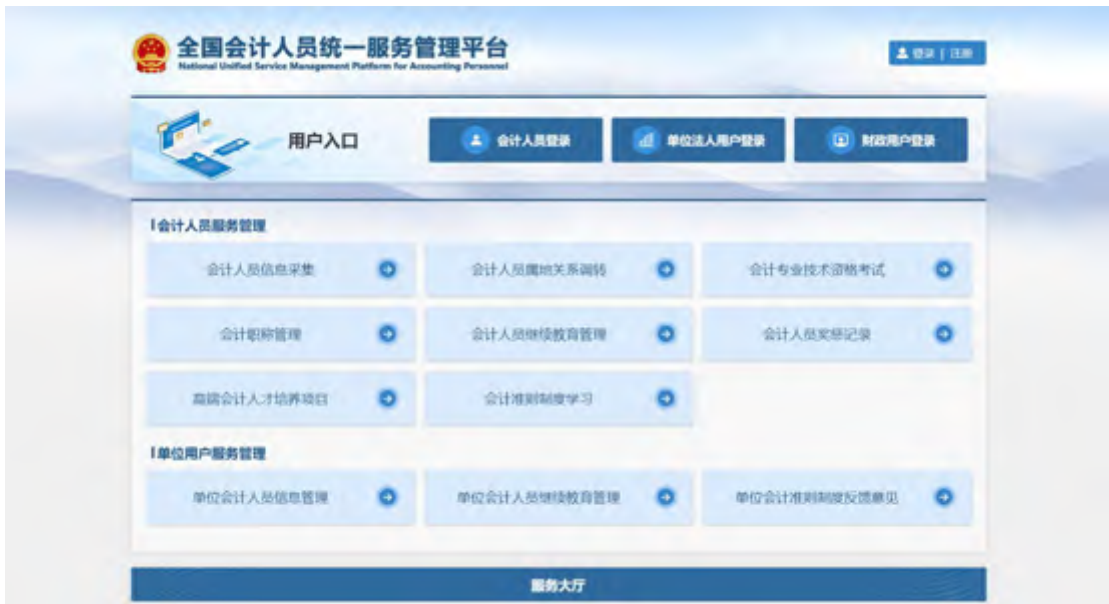 全国会计人员统一服务管理平台
National Unified Service Management Platform for Accounting Personnel
登录 | 注册
用户入口
会计人员登录
单位法人用户登录
财政用户登录
会计人员服务管理
会计人员信息采集
会计人员属地关系调转
会计专业技术资格考试
会计职称管理
会计人员继续教育管理
会计人员奖惩记录
高端会计人才培养项目
会计准则制度学习
单位用户服务管理
单位会计人员信息管理
单位会计人员继续教育管理
单位会计准则制度反馈意见
服务大厅